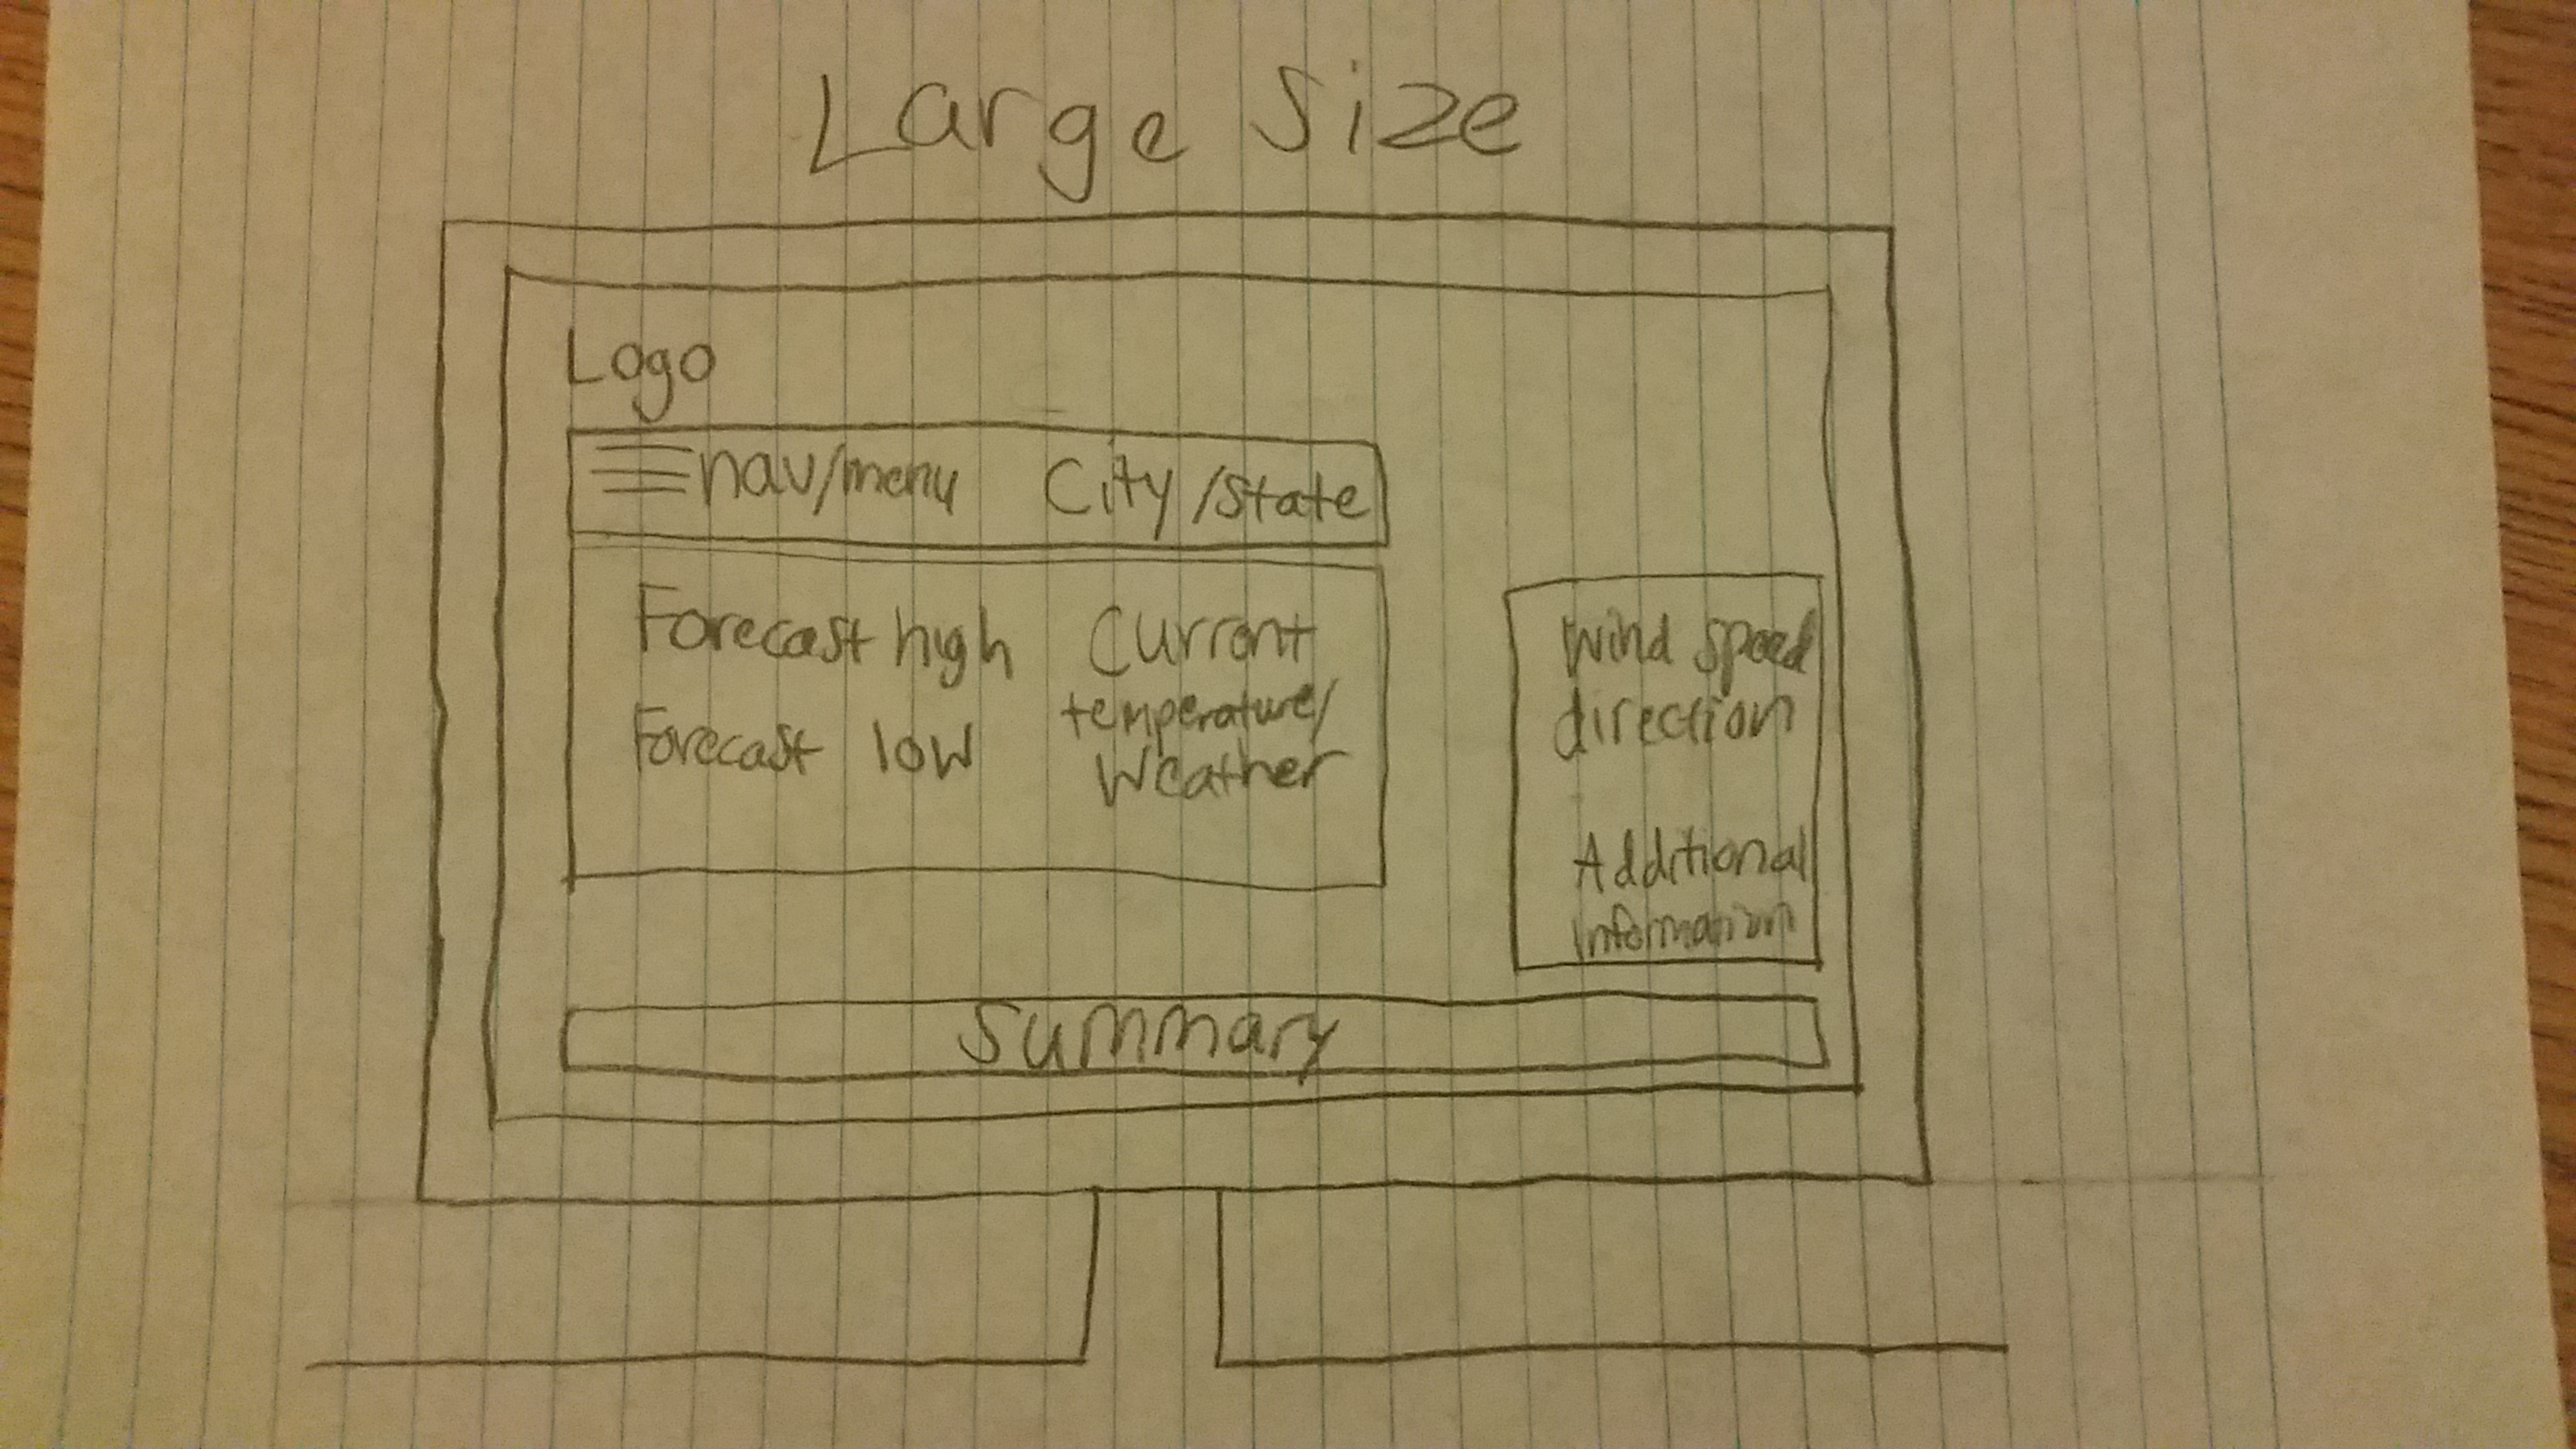 Large Size
Logo
nav/menu City/State
Forecast high
Forecast low
Current
temperature/
Weather
Wind Speed
direction
Additional
information
Summary